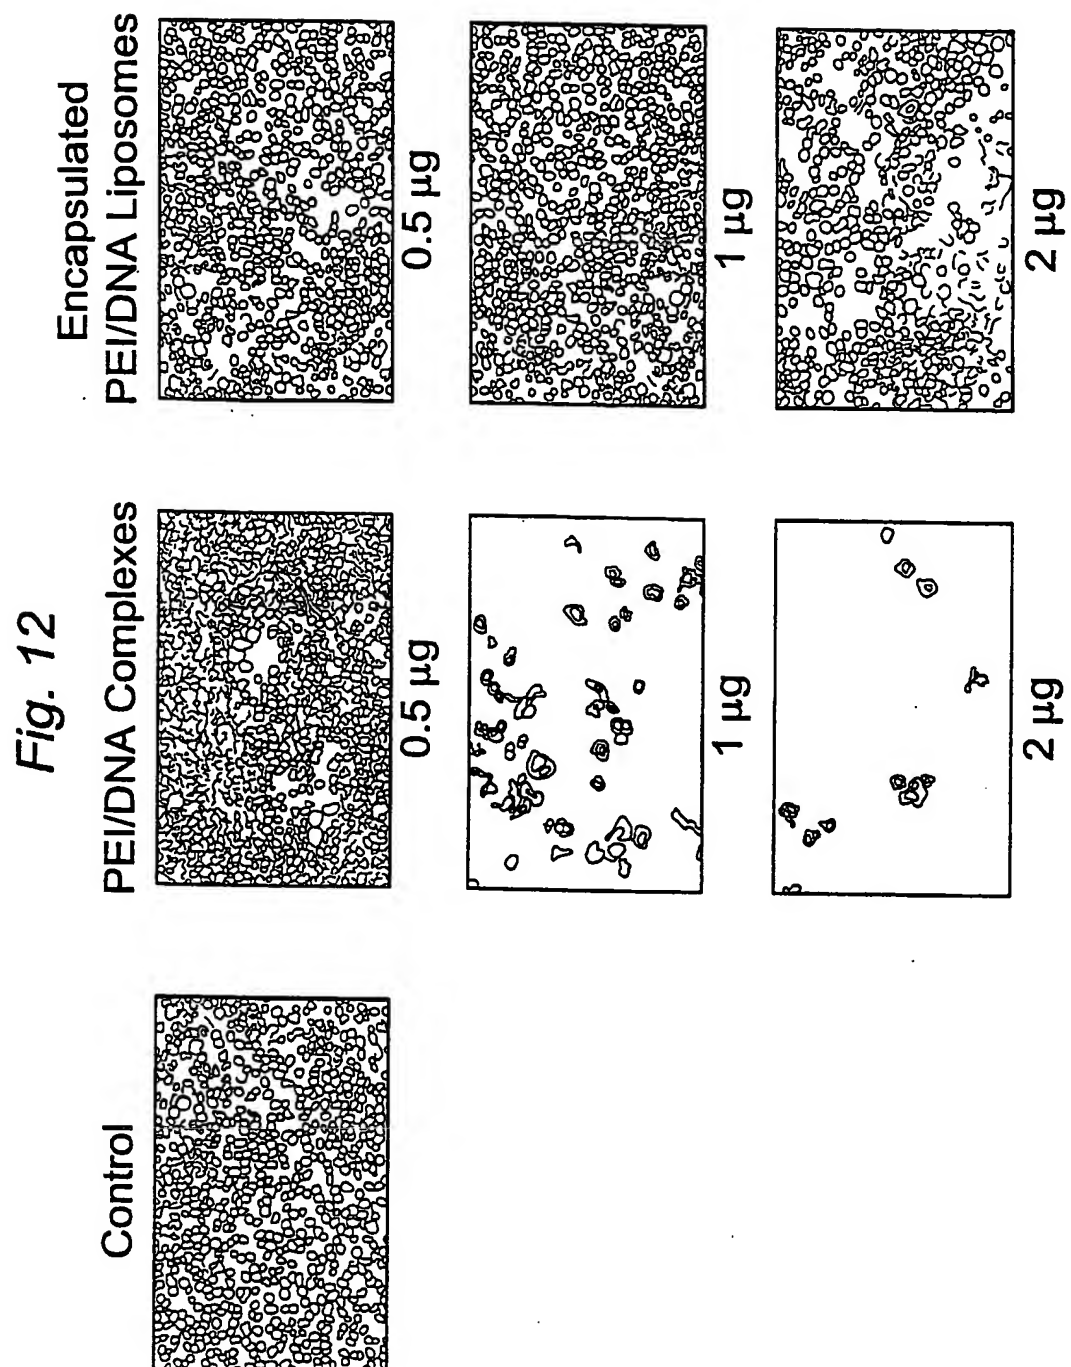 Fig. 12
Control
PEI/DNA Complexes
Encapsulated
PEI/DNA Liposomes
0.5 µg
0.5 µg
1 µg
1 µg
2 µg
2 µg